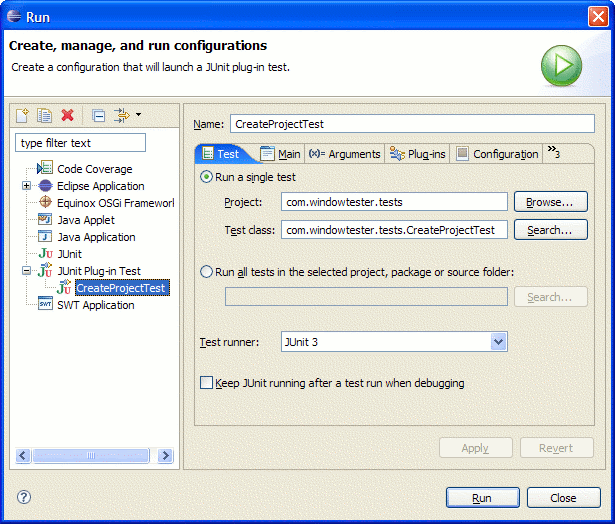 Run
Create, manage, and run configurations
Create a configuration that will launch a JUnit plug-in test.
type filter text
Code Coverage
Eclipse Application
Equinox OSGi Framework
Java Applet
Java Application
JUnit
JUnit Plug-in Test
CreateProjectTest
SWT Application
Name: CreateProjectTest
Test Main (x)= Arguments Plug-ins Configuration »3
Run a single test
Project: com.windowtester.tests Browse...
Test class: com.windowtester.tests.CreateProjectTest Search...
Run all tests in the selected project, package or source folder:
Search...
Test runner: JUnit 3
Keep JUnit running after a test run when debugging
Apply Revert
? Run Close